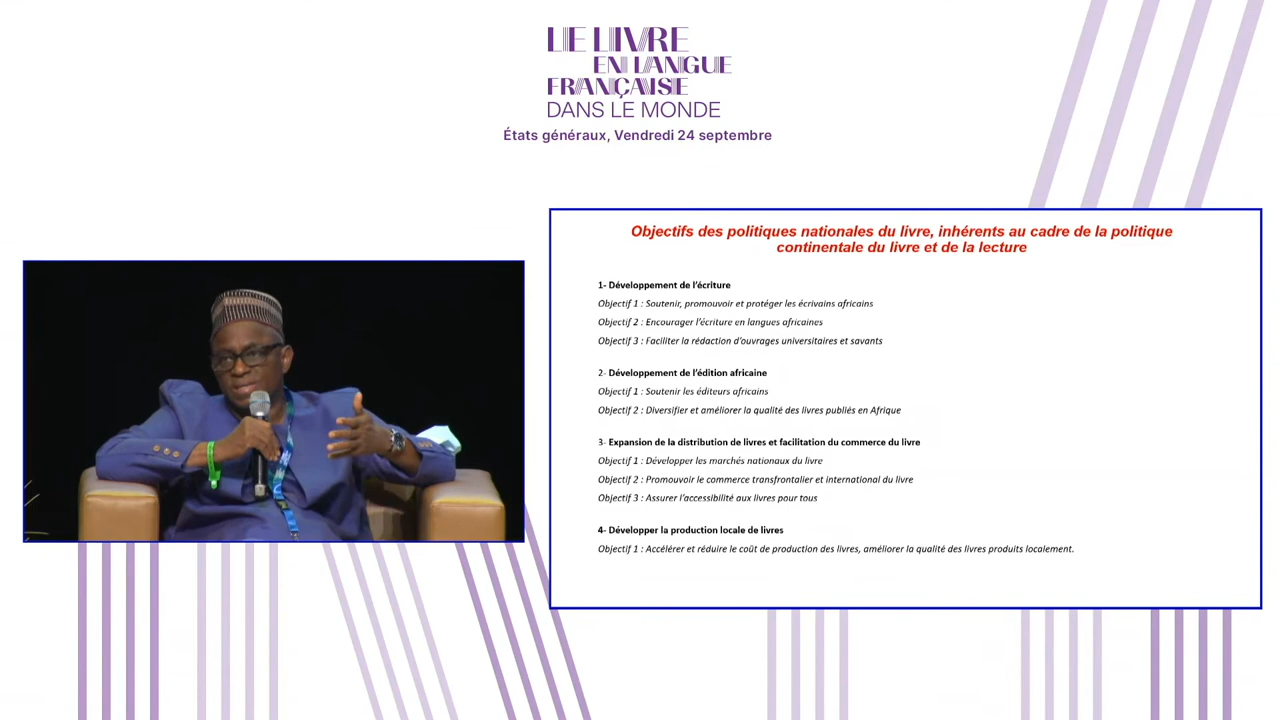 LE LIVRE
EN LANGUE
FRANÇAISE
DANS LE MONDE
États généraux, Vendredi 24 septembre
Objectifs des politiques nationales du livre, inhérents au cadre de la politique
continentale du livre et de la lecture
1- Développement de l'écriture
Objectif 1 : Soutenir, promouvoir et protéger les écrivains africains
Objectif 2 : Encourager l'écriture en langues africaines
Objectif 3 : Faciliter la rédaction d'ouvrages universitaires et savants
2- Développement de l'édition africaine
Objectif 1 : Soutenir les éditeurs africains
Objectif 2 : Diversifier et améliorer la qualité des livres publiés en Afrique
3- Expansion de la distribution de livres et facilitation du commerce du livre
Objectif 1 : Développer les marchés nationaux du livre
Objectif 2 : Promouvoir le commerce transfrontalier et international du livre
Objectif 3 : Assurer l'accessibilité aux livres pour tous
4- Développer la production locale de livres
Objectif 1 : Accélérer et réduire le coût de production des livres, améliorer la qualité des livres produits localement.